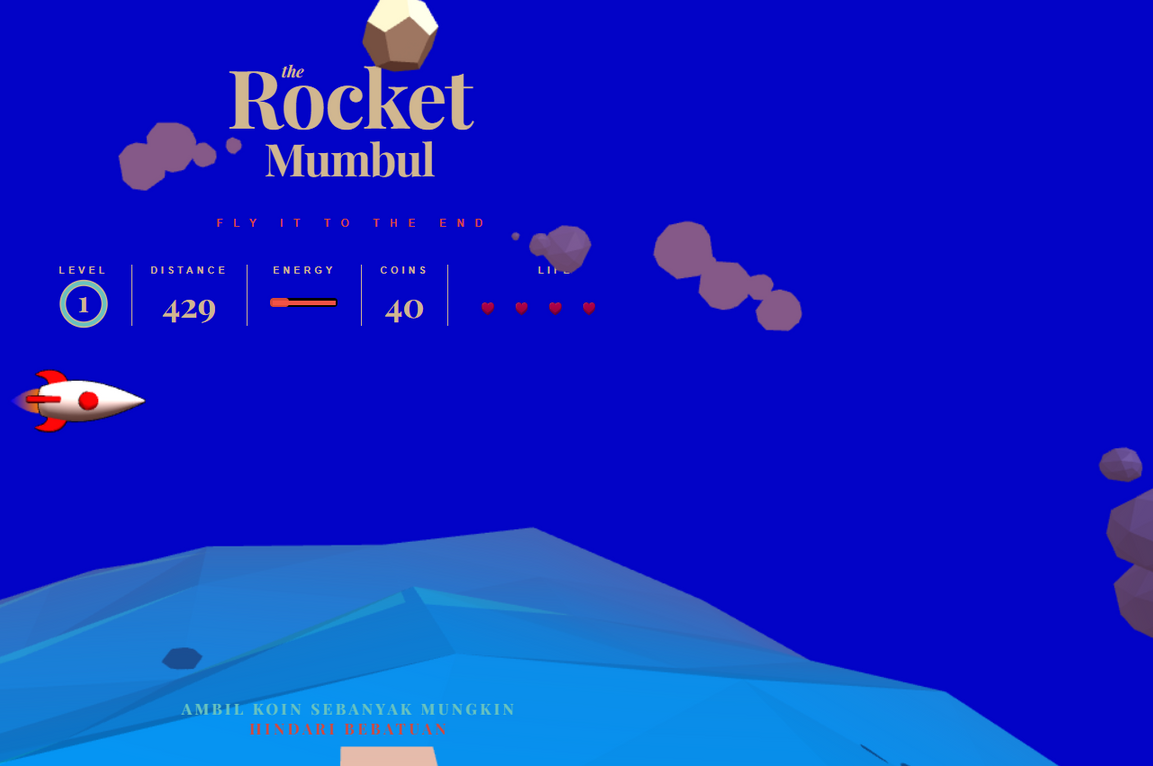 the
Rocket
Mumbul
FLY IT TO THE END
LEVEL DISTANCE ENERGY COINS LIFE
1 429 40
AMBIL KOIN SEBANYAK MUNGKIN
HINDARI BEBATUAN